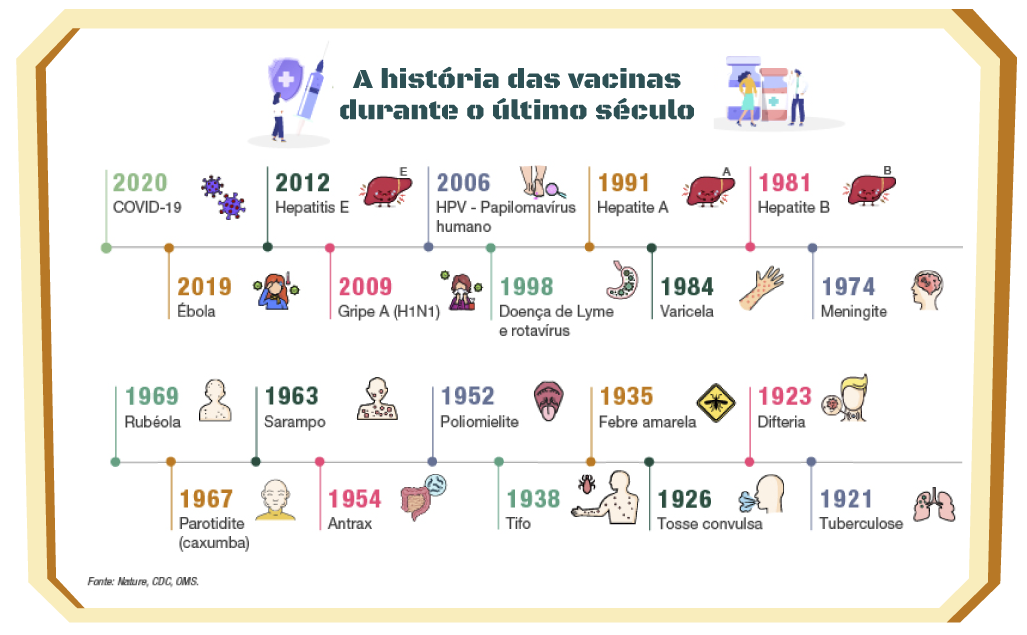 A história das vacinas
durante o último século
2020
COVID-19
2012
Hepatitis E
E
2006
HPV - Papilomavírus
humano
1991
Hepatite A
A
1981
Hepatite B
B
2019
Ébola
2009
Gripe A (H1N1)
1998
Doença de Lyme
e rotavírus
1984
Varicela
1974
Meningite
1969
Rubéola
1963
Sarampo
1952
Poliomielite
1935
Febre amarela
1923
Difteria
1967
Parotidite
(caxumba)
1954
Antrax
1938
Tifo
1926
Tosse convulsa
1921
Tuberculose
Fonte: Nature, CDC, OMS.